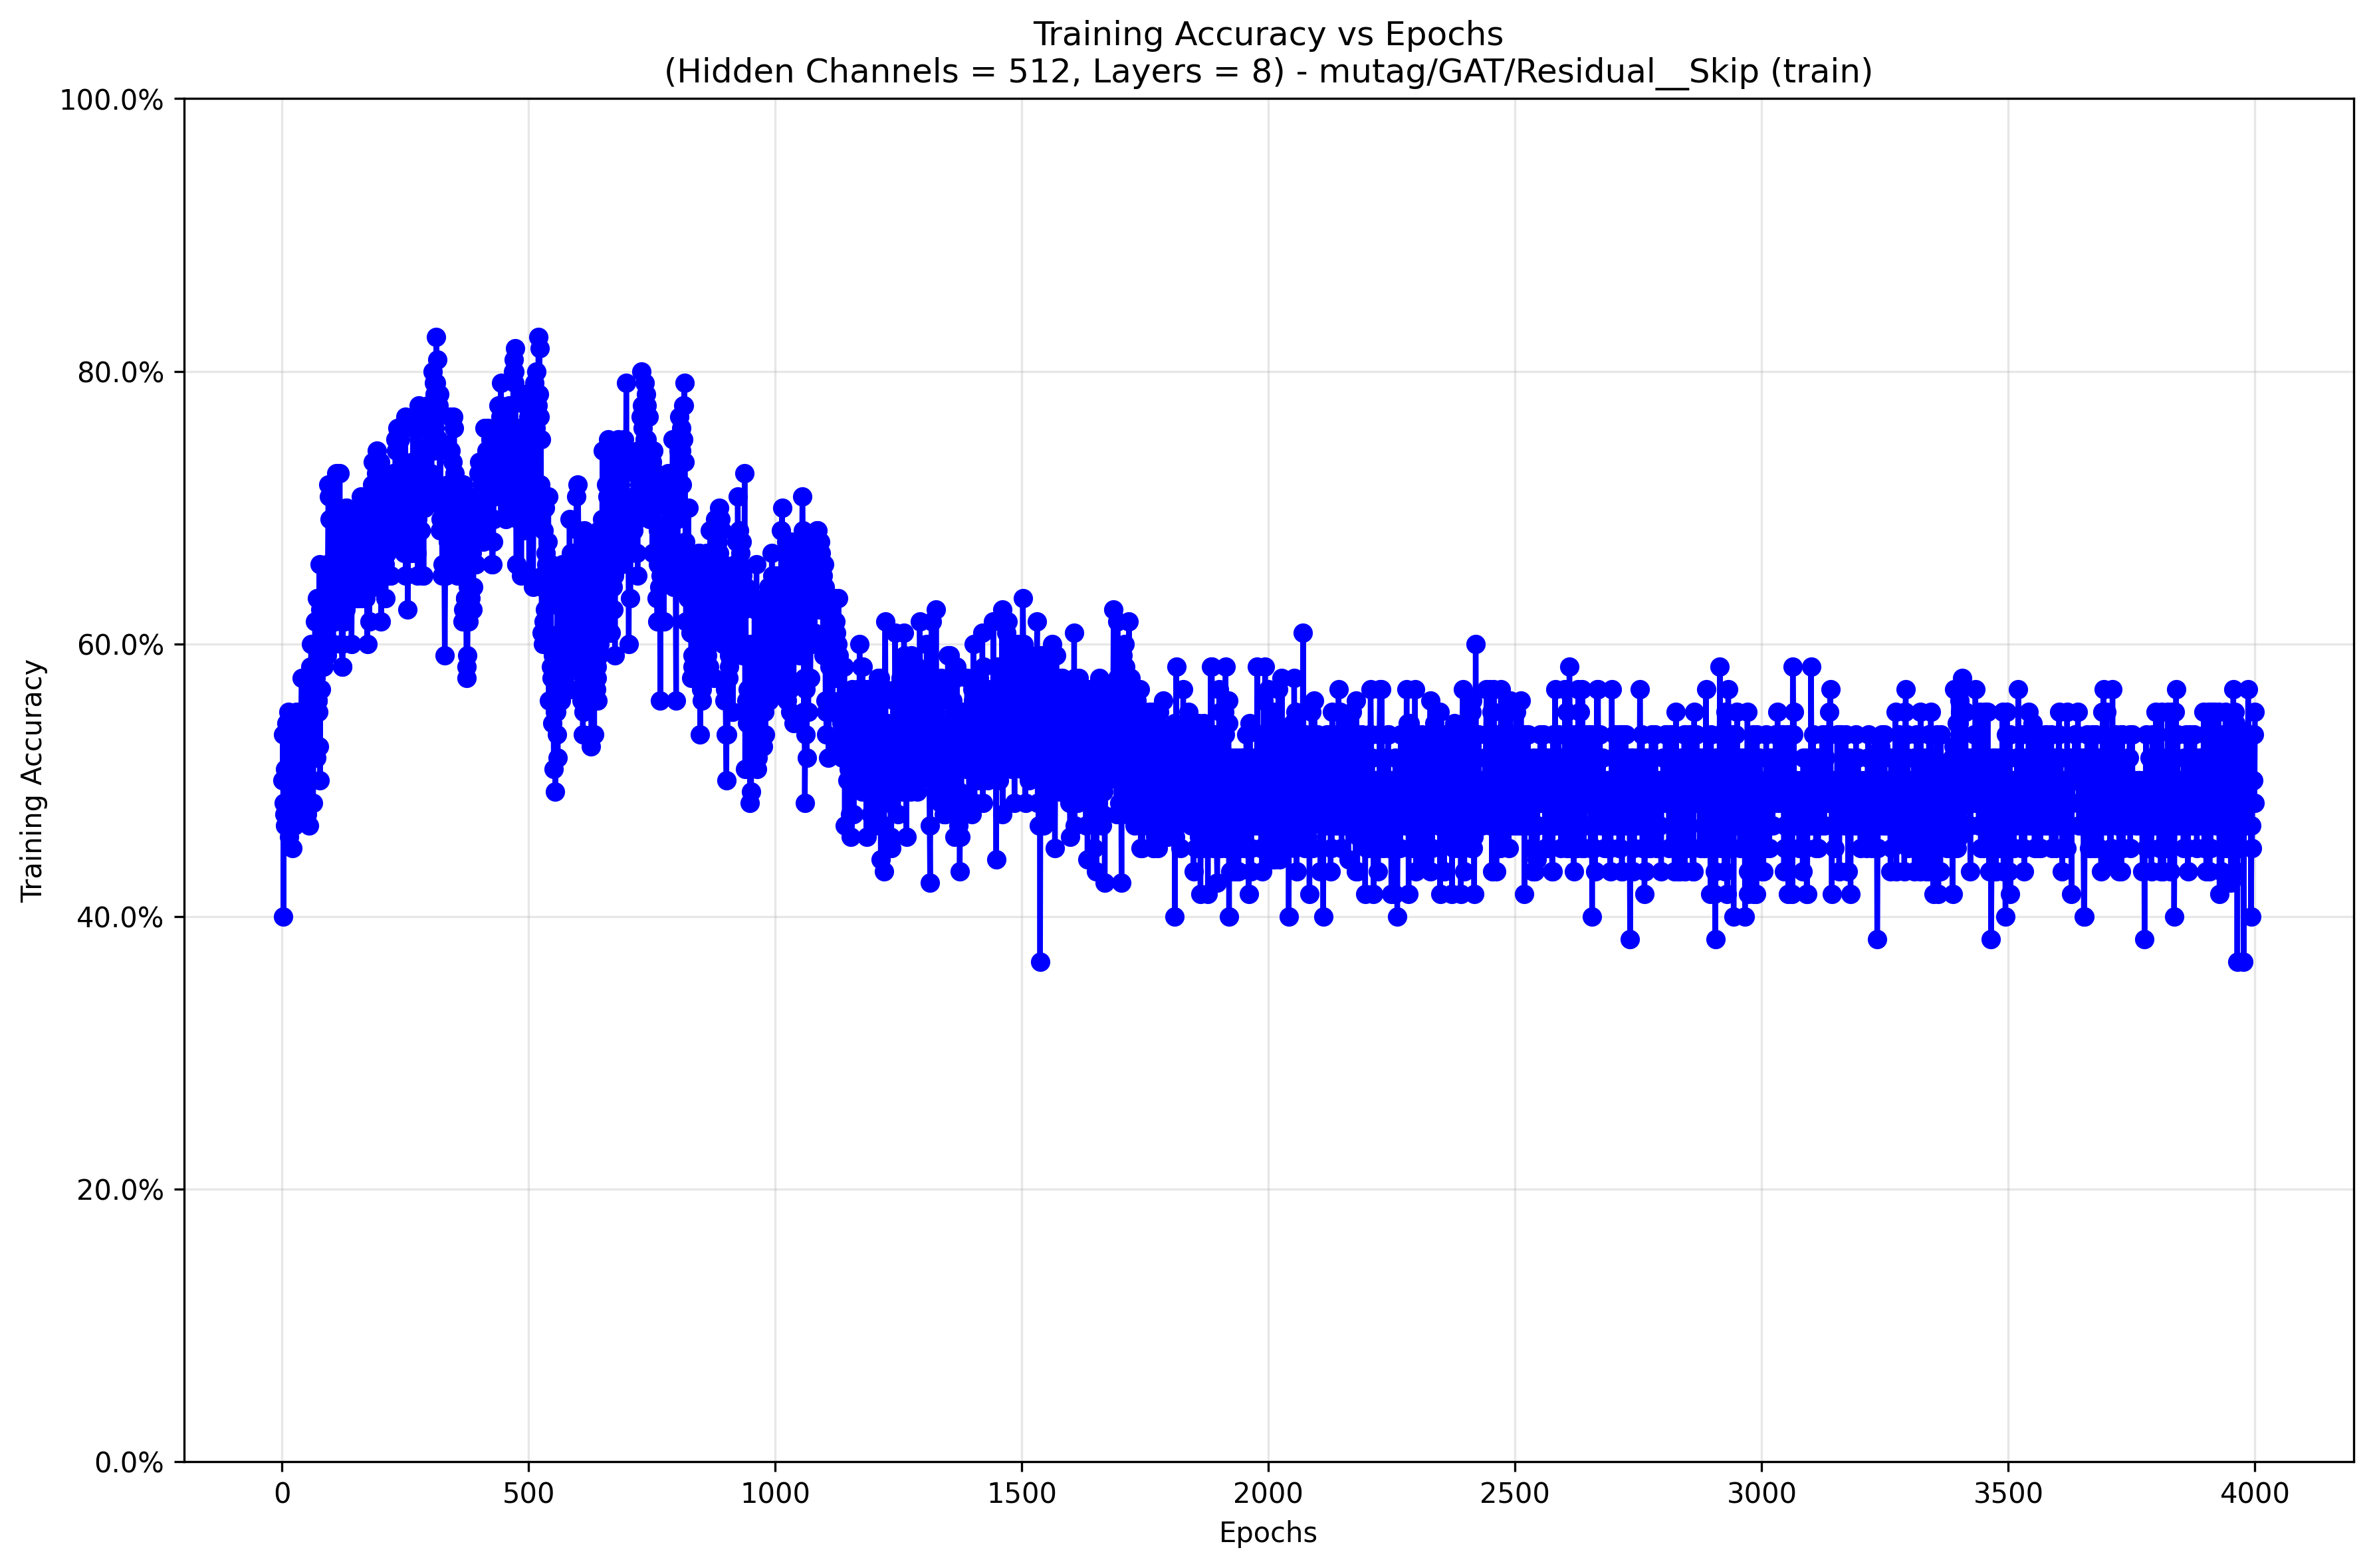 Training Accuracy vs Epochs
(Hidden Channels = 512, Layers = 8) - mutag/GAT/Residual__Skip (train)
100.0%
80.0%
60.0%
40.0%
20.0%
0.0%
Training Accuracy
0 500 1000 1500 2000 2500 3000 3500 4000
Epochs